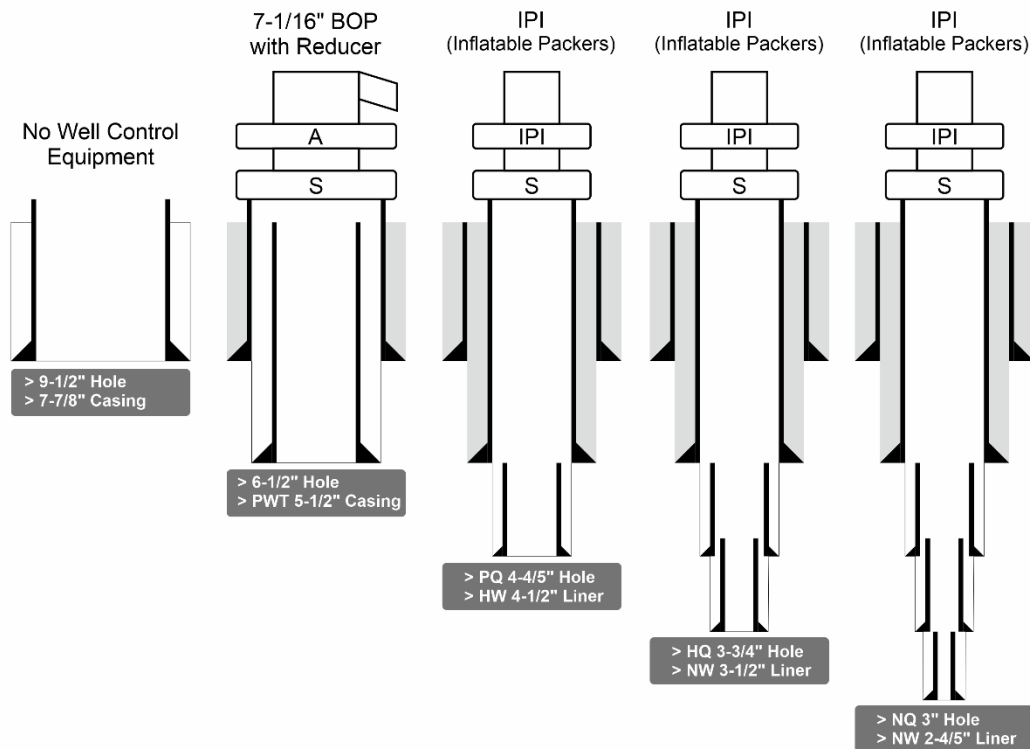 No Well Control
Equipment
> 9-1/2" Hole
> 7-7/8" Casing
7-1/16" BOP
with Reducer
A
S
> 6-1/2" Hole
> PWT 5-1/2" Casing
IPI
(Inflatable Packers)
IPI
S
> PQ 4-4/5" Hole
> HW 4-1/2" Liner
IPI
(Inflatable Packers)
IPI
S
> HQ 3-3/4" Hole
> NW 3-1/2" Liner
IPI
(Inflatable Packers)
IPI
S
> NQ 3" Hole
> NW 2-4/5" Liner